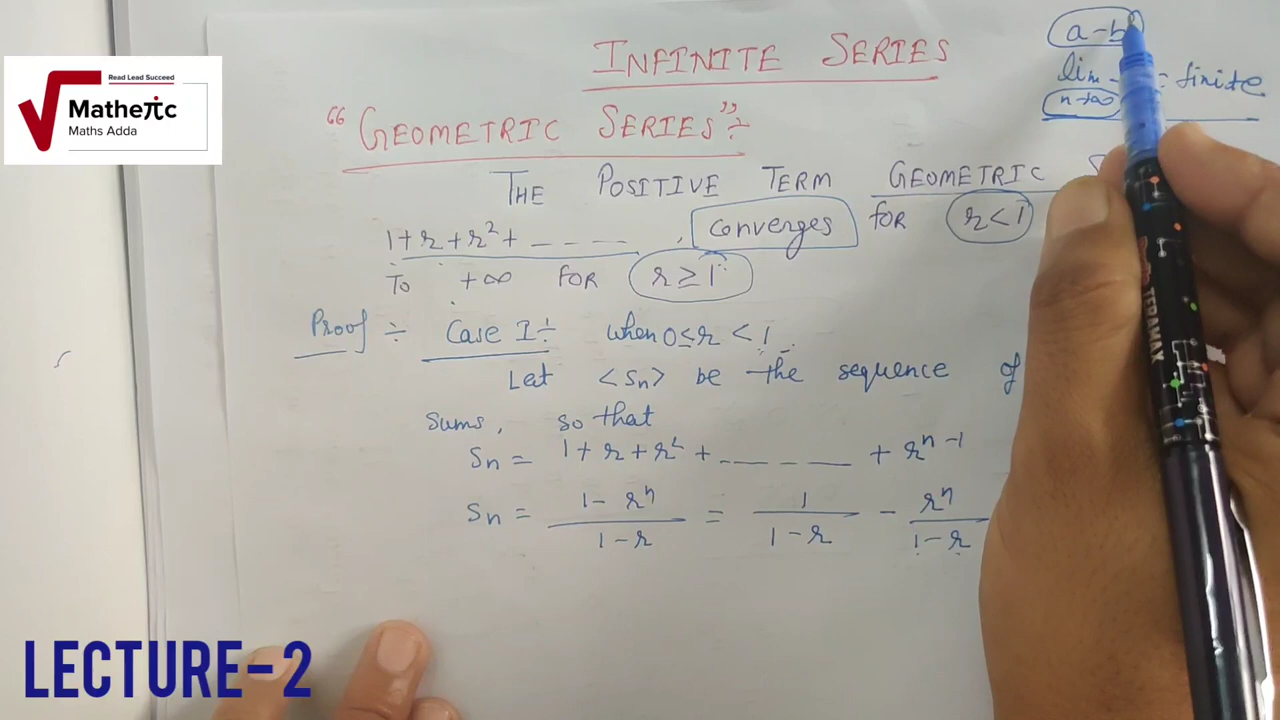 INFINITE SERIES
a-b
lim = finite
n→∞
Read Lead Succeed
Matheπc
Maths Adda
"GEOMETRIC SERIES" ÷
THE POSITIVE TERM GEOMETRIC
1+r+r²+ _ _ _ _ , converges for r<1
To +∞ FOR r≥1
Proof ÷ Case I ÷ when 0≤r<1
Let <Sn> be the sequence of
sums, so that
Sn = 1+r+r²+ _ _ _ _ + r^n-1
Sn = 1-r^n / 1-r = 1 / 1-r - r^n / 1-r
TERAMAX
LECTURE-2